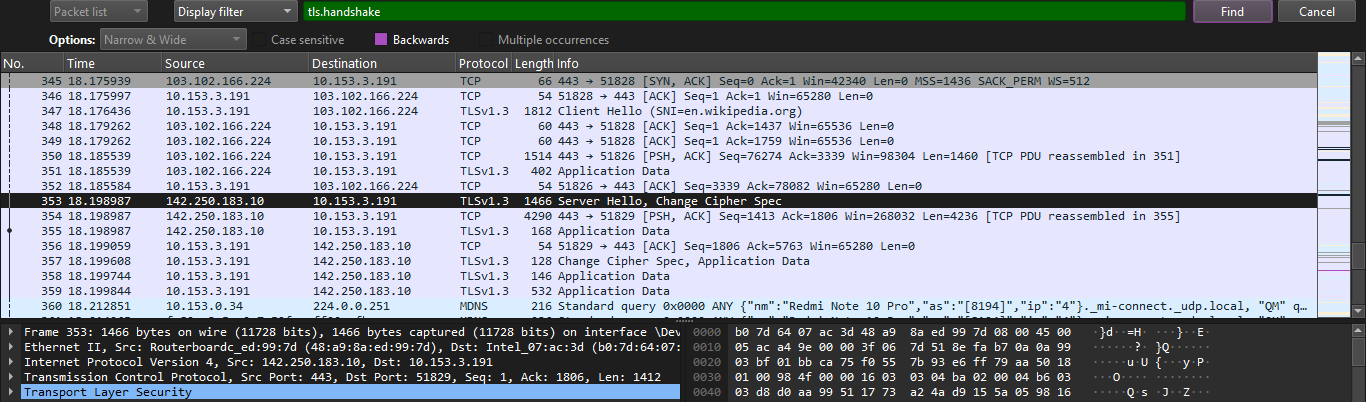 Packet list Display filter tls.handshake Find Cancel
Options: Narrow & Wide Case sensitive Backwards Multiple occurrences
No. Time Source Destination Protocol Length Info
345 18.175939 103.102.166.224 10.153.3.191 TCP 66 443 → 51828 [SYN, ACK] Seq=0 Ack=1 Win=42340 Len=0 MSS=1436 SACK_PERM WS=512
346 18.175997 10.153.3.191 103.102.166.224 TCP 54 51828 → 443 [ACK] Seq=1 Ack=1 Win=65280 Len=0
347 18.176436 10.153.3.191 103.102.166.224 TLSv1.3 1812 Client Hello (SNI=en.wikipedia.org)
348 18.179262 103.102.166.224 10.153.3.191 TCP 60 443 → 51828 [ACK] Seq=1 Ack=1437 Win=65536 Len=0
349 18.179262 103.102.166.224 10.153.3.191 TCP 60 443 → 51828 [ACK] Seq=1 Ack=1759 Win=65536 Len=0
350 18.185539 103.102.166.224 10.153.3.191 TCP 1514 443 → 51826 [PSH, ACK] Seq=76274 Ack=3339 Win=98304 Len=1460 [TCP PDU reassembled in 351]
351 18.185539 103.102.166.224 10.153.3.191 TLSv1.3 402 Application Data
352 18.185584 10.153.3.191 103.102.166.224 TCP 54 51826 → 443 [ACK] Seq=3339 Ack=78082 Win=65280 Len=0
353 18.198987 142.250.183.10 10.153.3.191 TLSv1.3 1466 Server Hello, Change Cipher Spec
354 18.198987 142.250.183.10 10.153.3.191 TCP 4290 443 → 51829 [PSH, ACK] Seq=1413 Ack=1806 Win=268032 Len=4236 [TCP PDU reassembled in 355]
355 18.198987 142.250.183.10 10.153.3.191 TLSv1.3 168 Application Data
356 18.199059 10.153.3.191 142.250.183.10 TCP 54 51829 → 443 [ACK] Seq=1806 Ack=5763 Win=65280 Len=0
357 18.199608 10.153.3.191 142.250.183.10 TLSv1.3 128 Change Cipher Spec, Application Data
358 18.199744 10.153.3.191 142.250.183.10 TLSv1.3 146 Application Data
359 18.199844 10.153.3.191 142.250.183.10 TLSv1.3 532 Application Data
360 18.212851 10.153.0.34 224.0.0.251 MDNS 216 Standard query 0x0000 ANY {"nm":"Redmi Note 10 Pro","as":"[8194]","ip":"4"}._mi-connect._udp.local, "QM" q…
Frame 353: 1466 bytes on wire (11728 bits), 1466 bytes captured (11728 bits) on interface \Dev
Ethernet II, Src: Routerboardc_ed:99:7d (48:a9:8a:ed:99:7d), Dst: Intel_07:ac:3d (b0:7d:64:07:
Internet Protocol Version 4, Src: 142.250.183.10, Dst: 10.153.3.191
Transmission Control Protocol, Src Port: 443, Dst Port: 51829, Seq: 1, Ack: 1806, Len: 1412
Transport Layer Security
0000 b0 7d 64 07 ac 3d 48 a9 8a ed 99 7d 08 00 45 00 ·}d··=H· ···}··E·
0010 05 ac a4 9e 00 00 3f 06 7d 51 8e fa b7 0a 0a 99 ······?· }Q······
0020 03 bf 01 bb ca 75 f0 55 7b 93 e6 ff 79 aa 50 18 ·····u·U {···y·P·
0030 01 00 98 4f 00 00 16 03 03 04 ba 02 00 04 b6 03 ···O···· ········
0040 03 d8 d0 aa 99 51 17 73 a2 4a d9 15 5a 05 98 16 ·····Q·s ·J··Z···